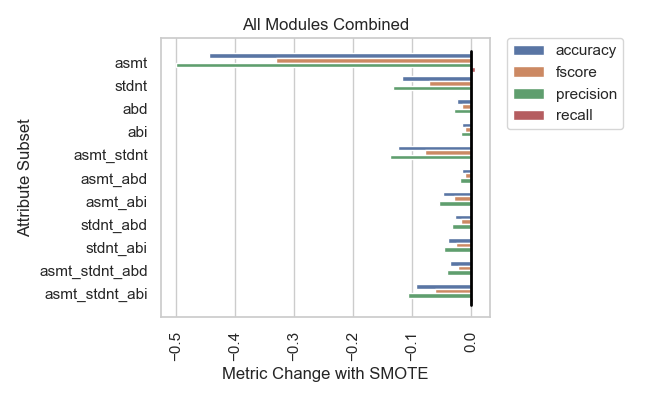 All Modules Combined
accuracy
fscore
precision
recall
Attribute Subset
asmt
stdnt
abd
abi
asmt_stdnt
asmt_abd
asmt_abi
stdnt_abd
stdnt_abi
asmt_stdnt_abd
asmt_stdnt_abi
−0.5
−0.4
−0.3
−0.2
−0.1
0.0
Metric Change with SMOTE